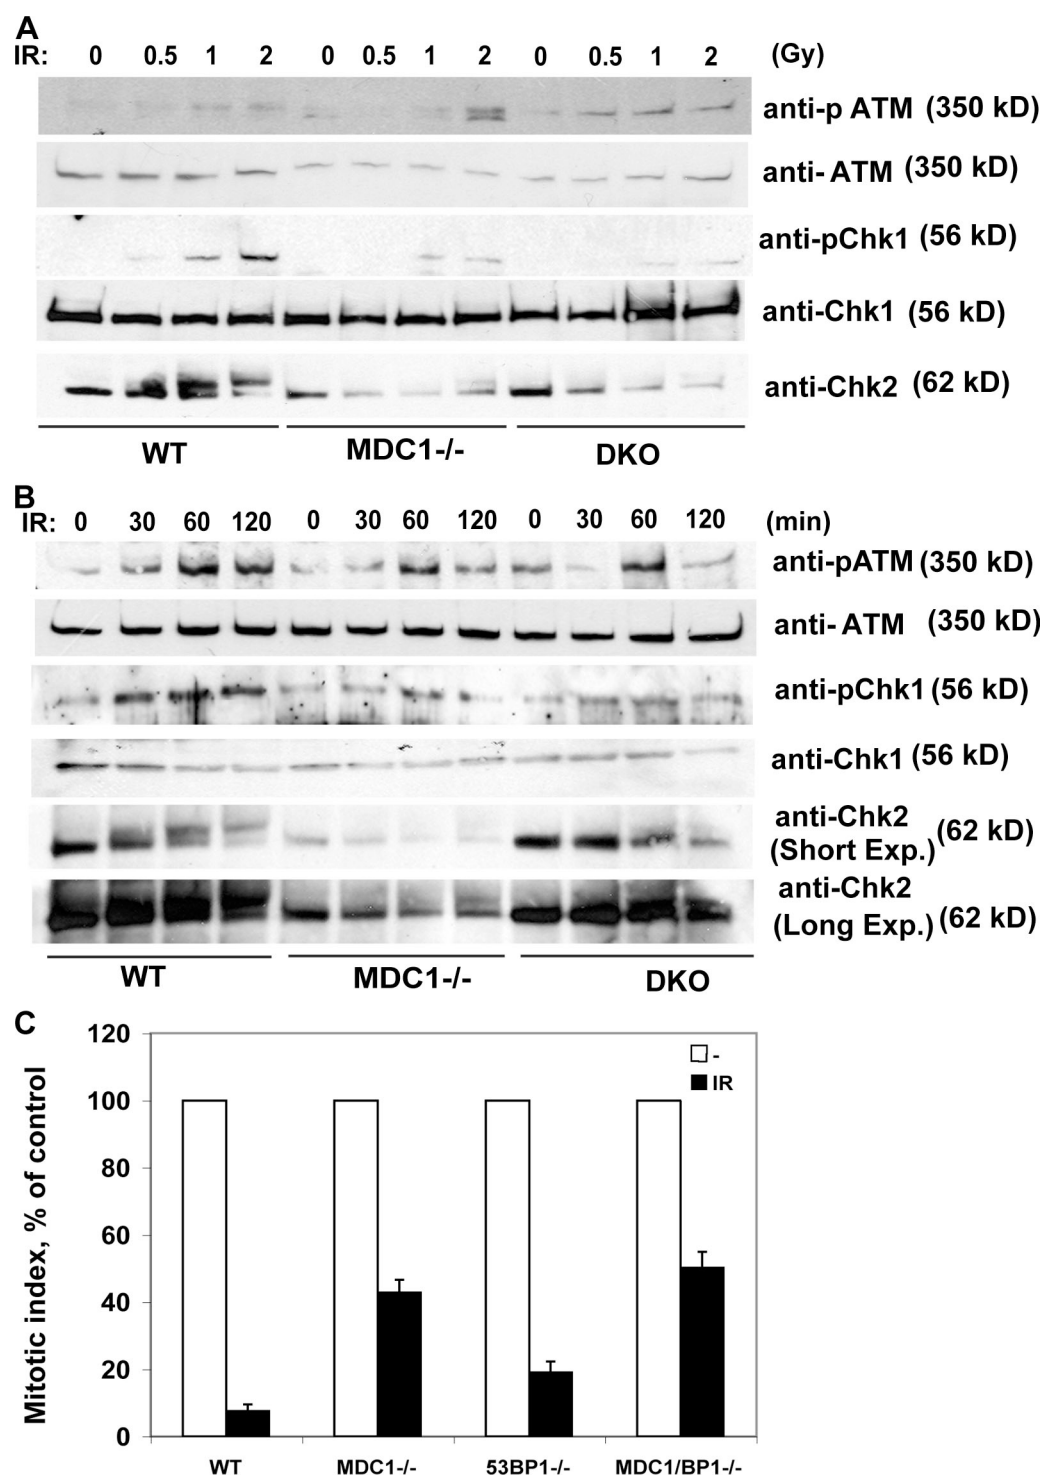 A
IR: 0 0.5 1 2 0 0.5 1 2 0 0.5 1 2 (Gy)
anti-p ATM (350 kD)
anti- ATM (350 kD)
anti-pChk1 (56 kD)
anti-Chk1 (56 kD)
anti-Chk2 (62 kD)
WT MDC1-/- DKO
B
IR: 0 30 60 120 0 30 60 120 0 30 60 120 (min)
anti-pATM (350 kD)
anti- ATM (350 kD)
anti-pChk1 (56 kD)
anti-Chk1 (56 kD)
anti-Chk2
(Short Exp.) (62 kD)
anti-Chk2
(Long Exp.) (62 kD)
WT MDC1-/- DKO
C
Mitotic index, % of control
120
100
80
60
40
20
0
-
IR
WT MDC1-/- 53BP1-/- MDC1/BP1-/-